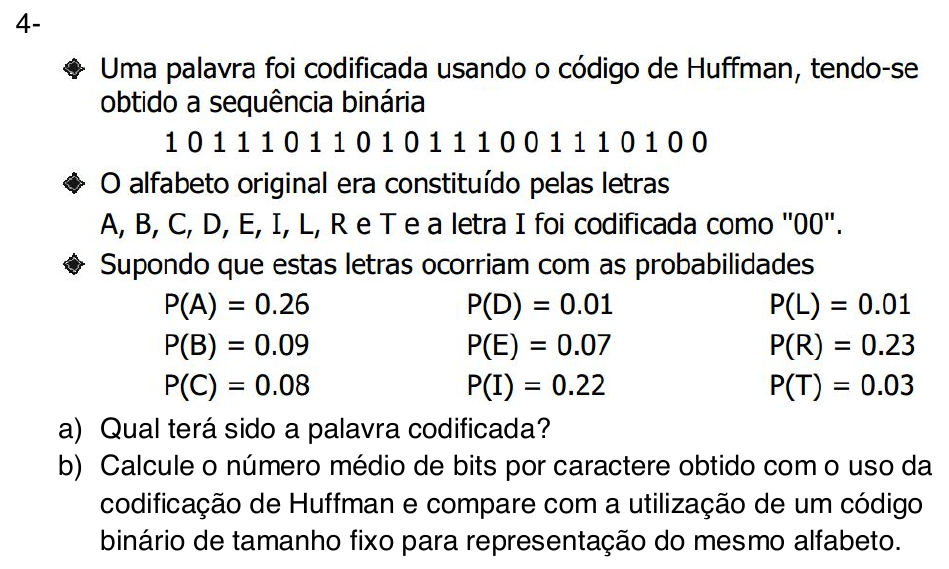 4-
Uma palavra foi codificada usando o código de Huffman, tendo-se
obtido a sequência binária
1 0 1 1 1 0 1 1 0 1 0 1 1 1 0 0 1 1 1 0 1 0 0
O alfabeto original era constituído pelas letras
A, B, C, D, E, I, L, R e T e a letra I foi codificada como "00".
Supondo que estas letras ocorriam com as probabilidades
P(A) = 0.26 P(D) = 0.01 P(L) = 0.01
P(B) = 0.09 P(E) = 0.07 P(R) = 0.23
P(C) = 0.08 P(I) = 0.22 P(T) = 0.03
a) Qual terá sido a palavra codificada?
b) Calcule o número médio de bits por caractere obtido com o uso da
codificação de Huffman e compare com a utilização de um código
binário de tamanho fixo para representação do mesmo alfabeto.